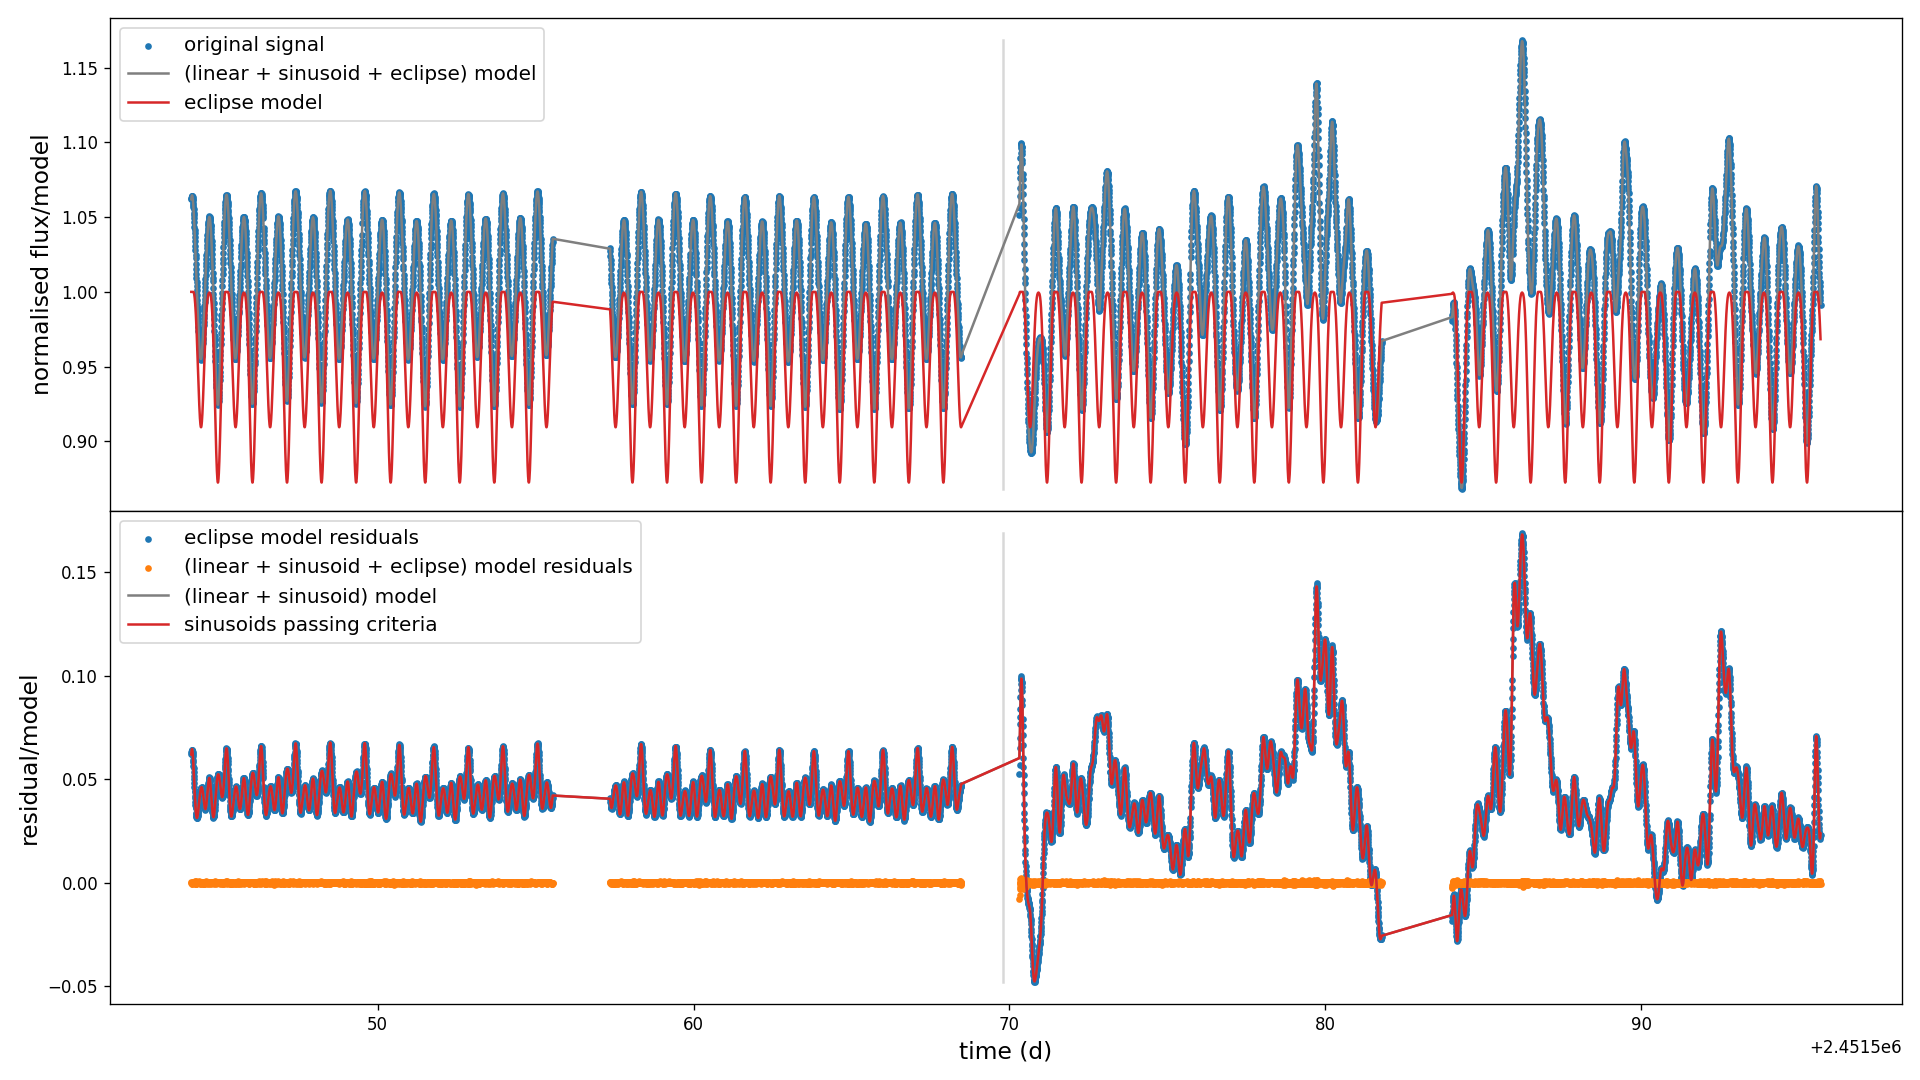 original signal
(linear + sinusoid + eclipse) model
eclipse model
normalised flux/model
1.15
1.10
1.05
1.00
0.95
0.90
eclipse model residuals
(linear + sinusoid + eclipse) model residuals
(linear + sinusoid) model
sinusoids passing criteria
residual/model
0.15
0.10
0.05
0.00
−0.05
50
60
70
80
90
time (d)
+2.4515e6